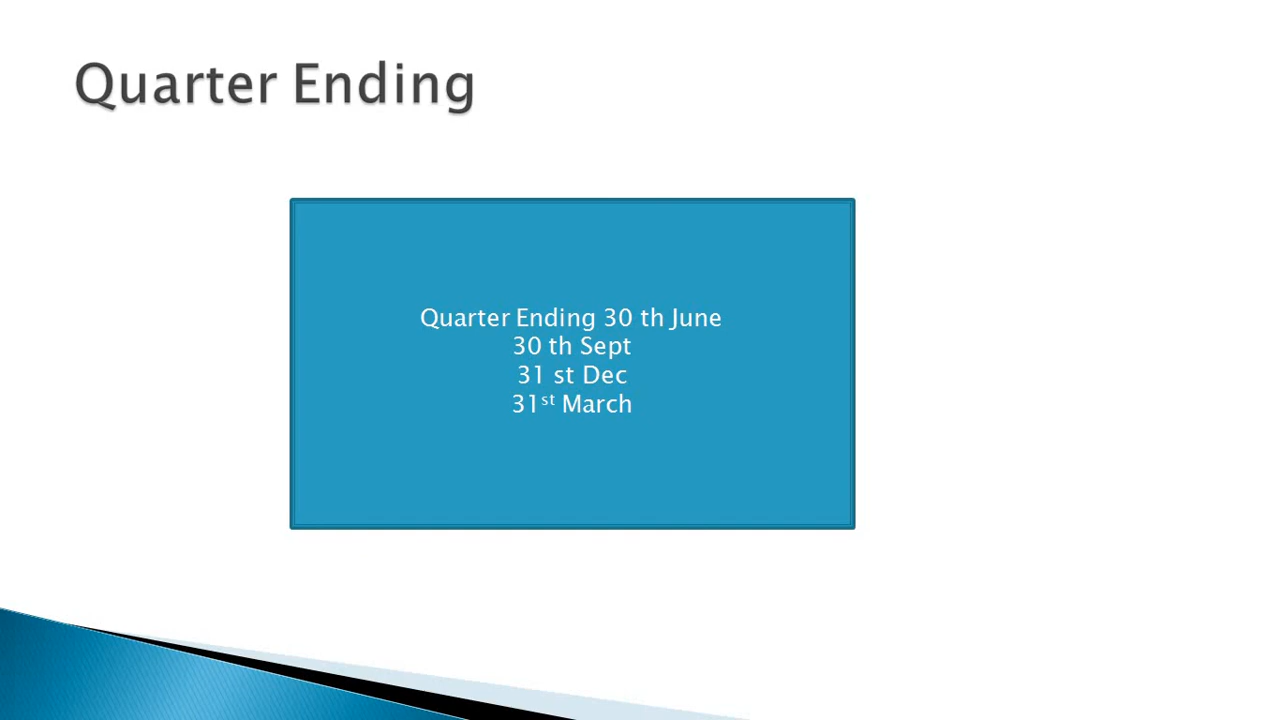 Quarter Ending
Quarter Ending 30 th June
30 th Sept
31 st Dec
31st March